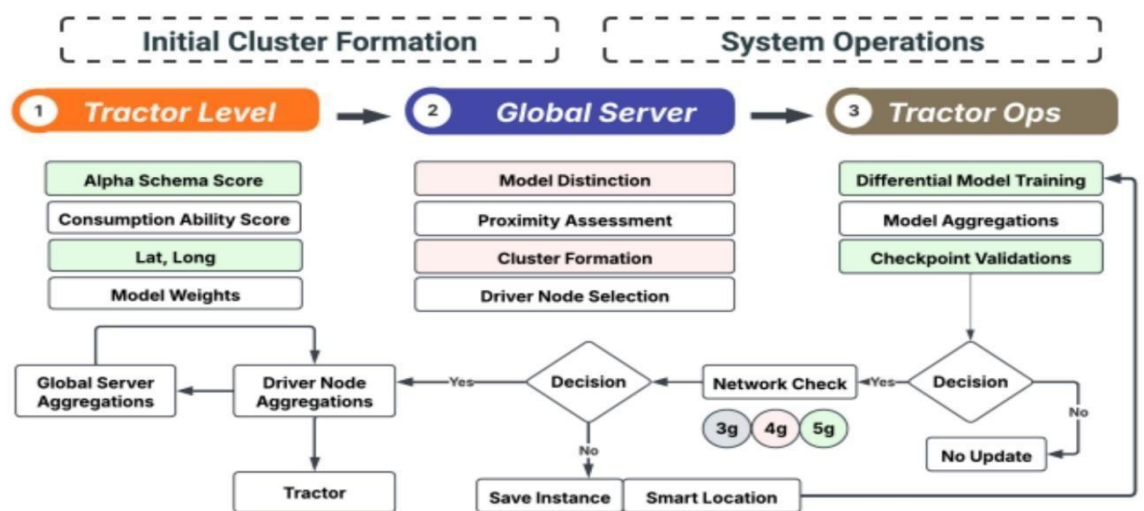 Initial Cluster Formation
System Operations
1 Tractor Level
2 Global Server
3 Tractor Ops
Alpha Schema Score
Consumption Ability Score
Lat, Long
Model Weights
Model Distinction
Proximity Assessment
Cluster Formation
Driver Node Selection
Differential Model Training
Model Aggregations
Checkpoint Validations
Global Server
Aggregations
Driver Node
Aggregations
Yes
Decision
Network Check
Yes
Decision
3g 4g 5g
No
No Update
No
Tractor
Save Instance
Smart Location